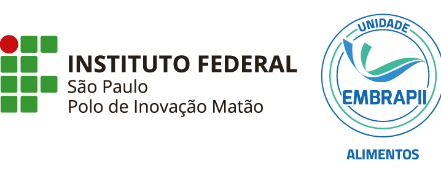 INSTITUTO FEDERAL
São Paulo
Polo de Inovação Matão
UNIDADE
EMBRAPII
ALIMENTOS